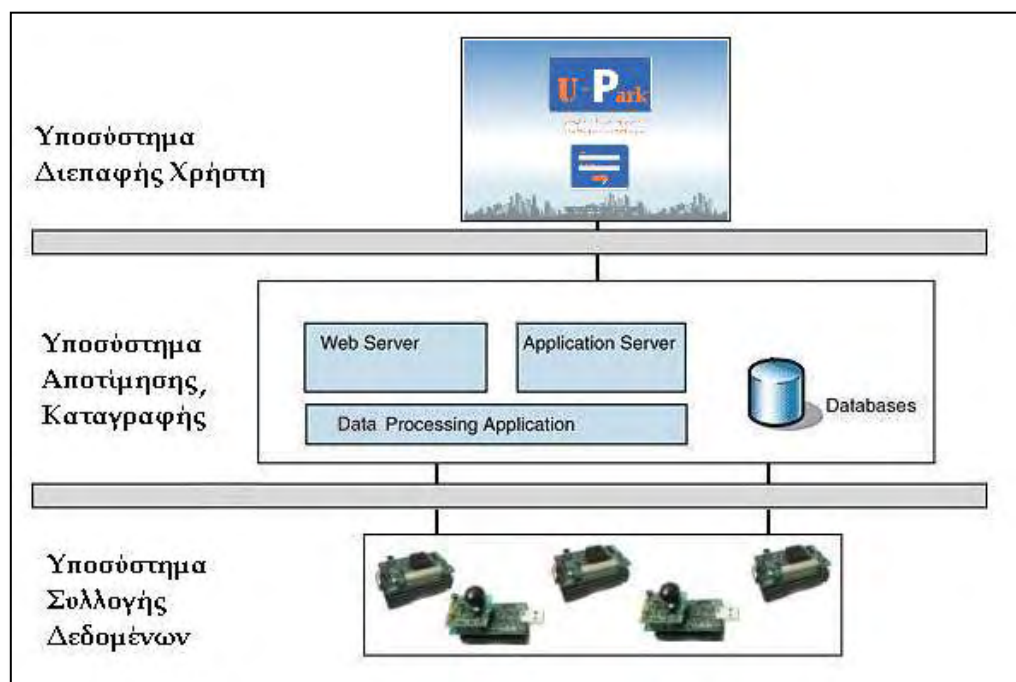 U-Park
Υποσύστημα
Διεπαφής Χρήστη
Web Server
Application Server
Υποσύστημα
Αποτίμησης,
Καταγραφής
Data Processing Application
Databases
Υποσύστημα
Συλλογής
Δεδομένων